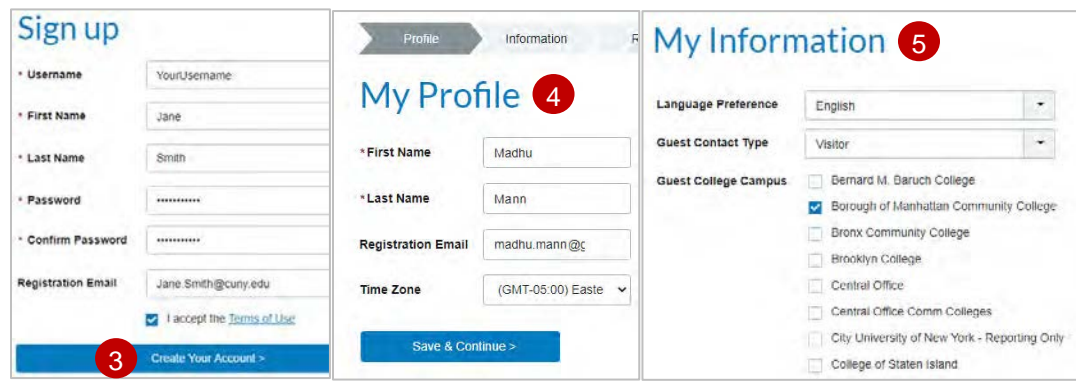 Sign up
* Username YourUsername
* First Name Jane
* Last Name Smith
* Password •••••••••••
* Confirm Password •••••••••••
Registration Email Jane.Smith@cuny.edu
I accept the Terms of Use
3 Create Your Account >
Profile Information R
My Profile 4
*First Name Madhu
*Last Name Mann
Registration Email madhu.mann@g
Time Zone (GMT-05:00) Easte
Save & Continue >
My Information 5
Language Preference English
Guest Contact Type Visitor
Guest College Campus Bernard M. Baruch College
Borough of Manhattan Community College
Bronx Community College
Brooklyn College
Central Office
Central Office Comm Colleges
City University of New York - Reporting Only
College of Staten Island